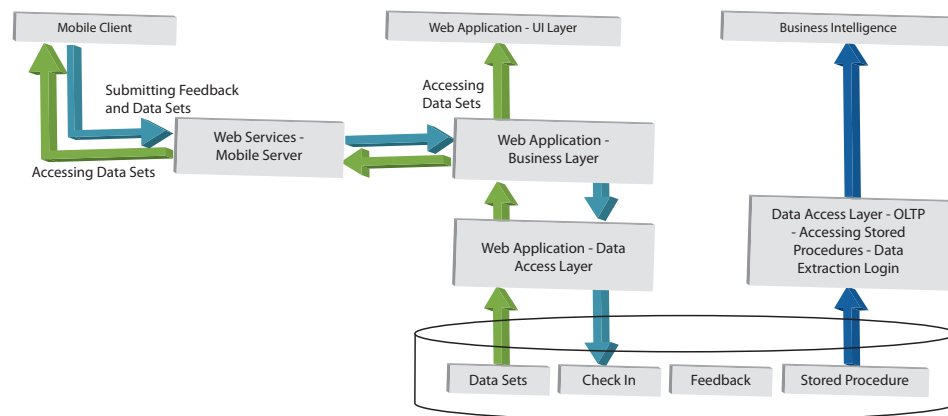 Mobile Client
Web Application - UI Layer
Business Intelligence
Submitting Feedback
and Data Sets
Accessing
Data Sets
Web Services -
Mobile Server
Web Application -
Business Layer
Accessing Data Sets
Data Access Layer - OLTP
- Accessing Stored
Procedures - Data
Extraction Login
Web Application - Data
Access Layer
Data Sets
Check In
Feedback
Stored Procedure